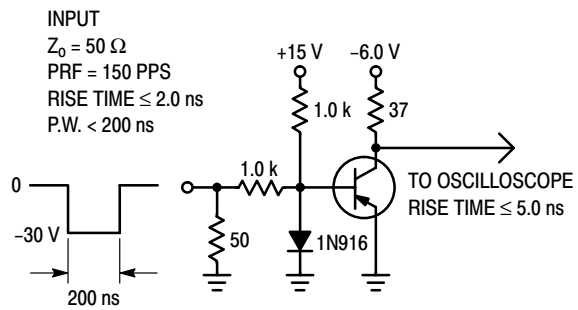 INPUT
Zo = 50 Ω
PRF = 150 PPS
RISE TIME ≤ 2.0 ns
P.W. < 200 ns
+15 V
−6.0 V
1.0 k
37
1.0 k
0
−30 V
200 ns
50
1N916
TO OSCILLOSCOPE
RISE TIME ≤ 5.0 ns